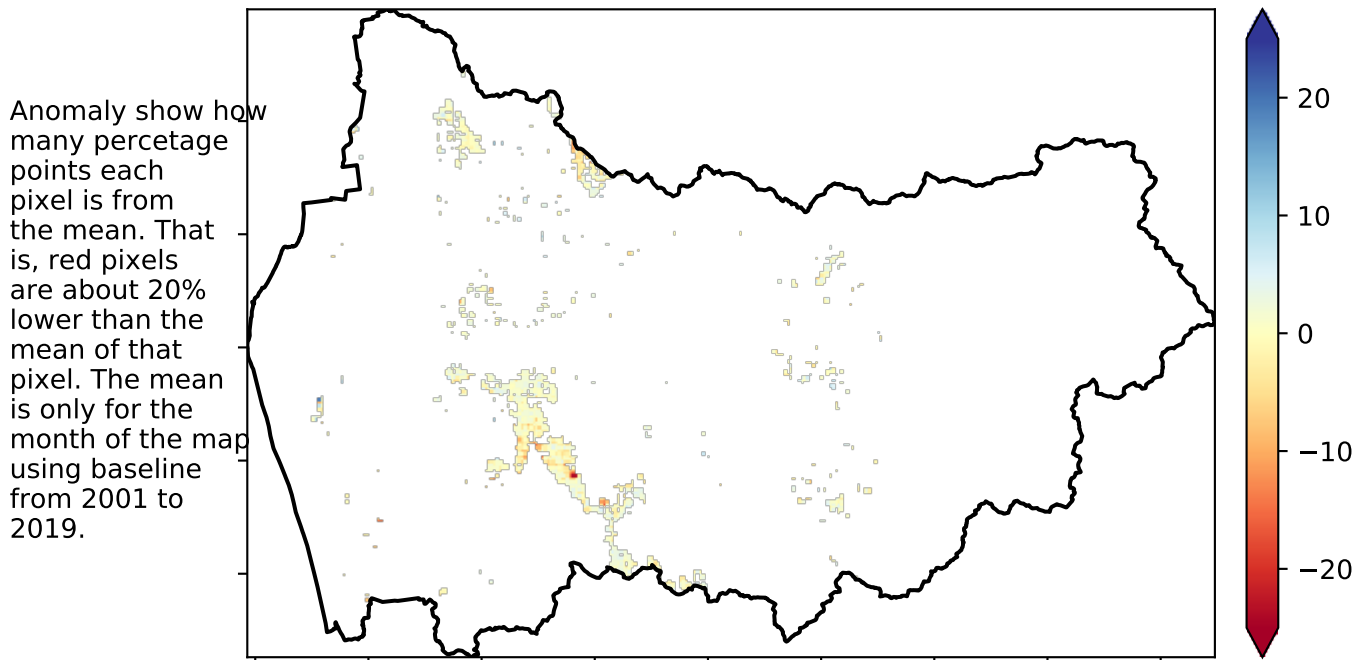 Anomaly show how
many percetage
points each
pixel is from
the mean. That
is, red pixels
are about 20%
lower than the
mean of that
pixel. The mean
is only for the
month of the map
using baseline
from 2001 to
2019.
20
10
0
−10
−20